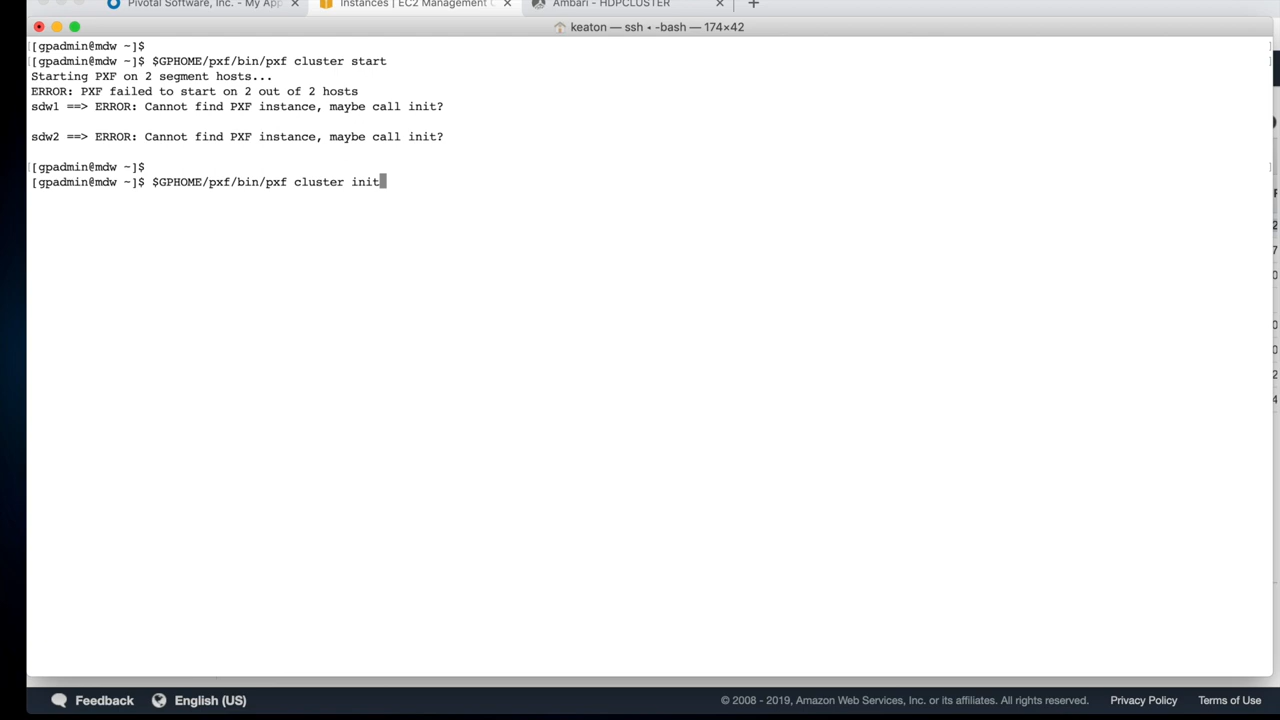 Pivotal Software, Inc. - My App
Instances | EC2 Management C
Ambari - HDPCLUSTER
keaton — ssh ◂ -bash — 174×42
[gpadmin@mdw ~]$
[gpadmin@mdw ~]$ $GPHOME/pxf/bin/pxf cluster start
Starting PXF on 2 segment hosts...
ERROR: PXF failed to start on 2 out of 2 hosts
sdw1 ==> ERROR: Cannot find PXF instance, maybe call init?
sdw2 ==> ERROR: Cannot find PXF instance, maybe call init?
[gpadmin@mdw ~]$
[gpadmin@mdw ~]$ $GPHOME/pxf/bin/pxf cluster init
Feedback English (US) © 2008 - 2019, Amazon Web Services, Inc. or its affiliates. All rights reserved. Privacy Policy Terms of Use